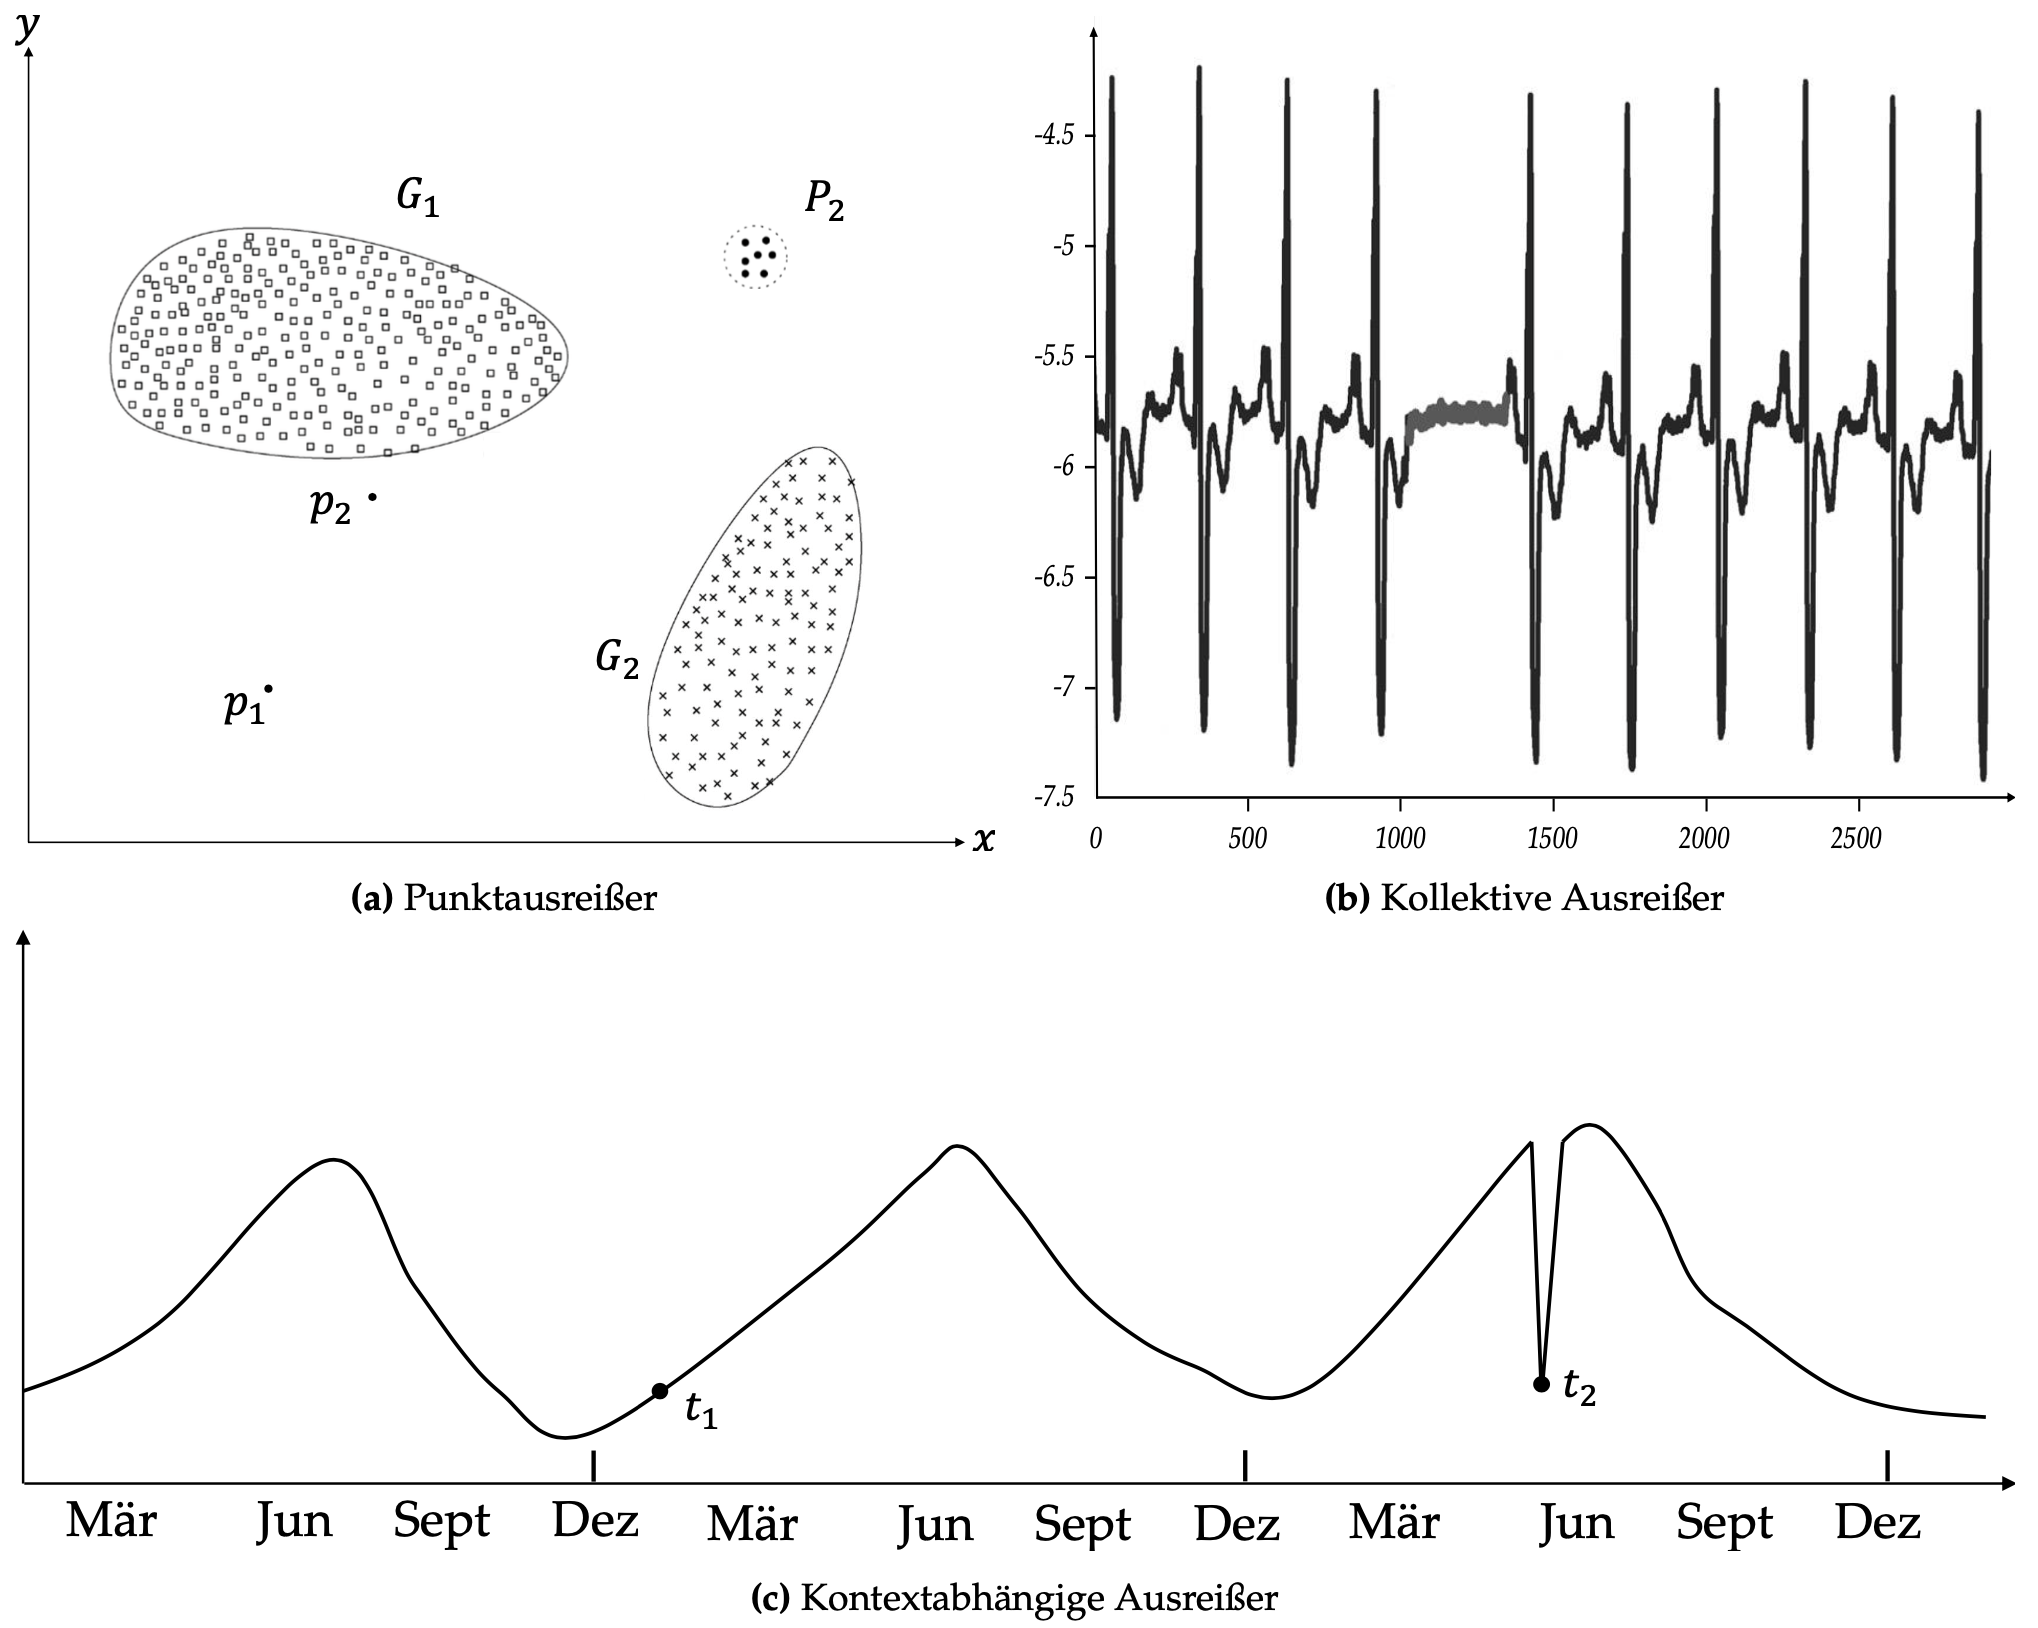 y
G1
P2
p2
G2
p1
x
(a) Punktausreißer
-4.5
-5
-5.5
-6
-6.5
-7
-7.5
0 500 1000 1500 2000 2500
(b) Kollektive Ausreißer
t1
t2
Mär Jun Sept Dez Mär Jun Sept Dez Mär Jun Sept Dez
(c) Kontextabhängige Ausreißer